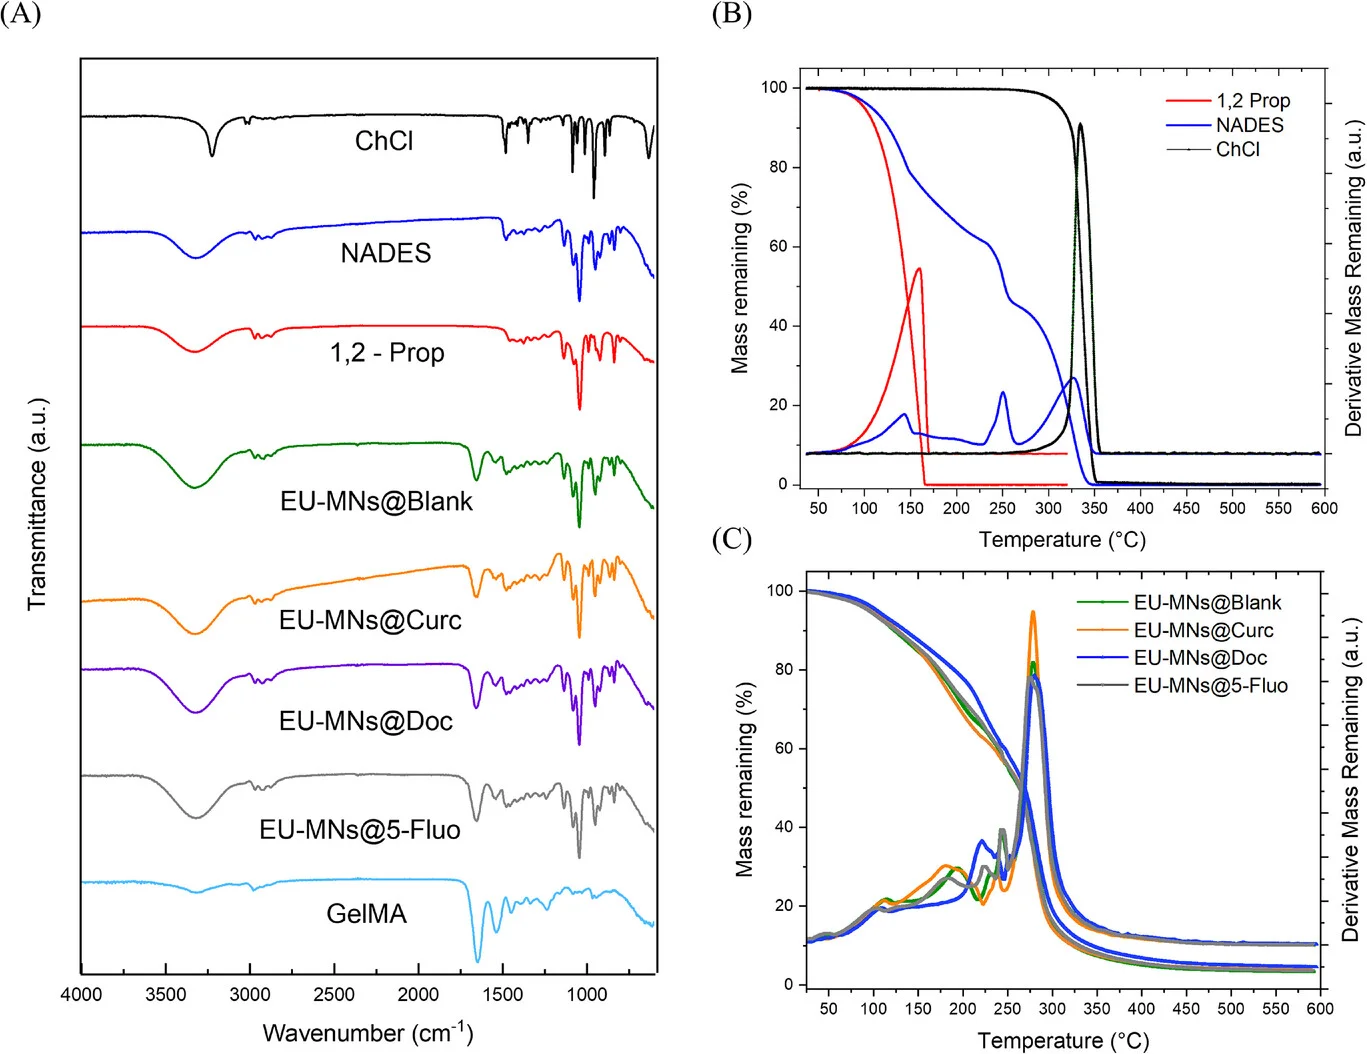 (A)
ChCl
NADES
1,2 - Prop
EU-MNs@Blank
EU-MNs@Curc
EU-MNs@Doc
EU-MNs@5-Fluo
GelMA
Transmittance (a.u.)
4000 3500 3000 2500 2000 1500 1000
Wavenumber (cm⁻¹)
(B)
1,2 Prop
NADES
ChCl
Mass remaining (%)
100
80
60
40
20
0
Derivative Mass Remaining (a.u.)
50 100 150 200 250 300 350 400 450 500 550 600
Temperature (°C)
(C)
EU-MNs@Blank
EU-MNs@Curc
EU-MNs@Doc
EU-MNs@5-Fluo
Mass remaining (%)
100
80
60
40
20
0
Derivative Mass Remaining (a.u.)
50 100 150 200 250 300 350 400 450 500 550 600
Temperature (°C)